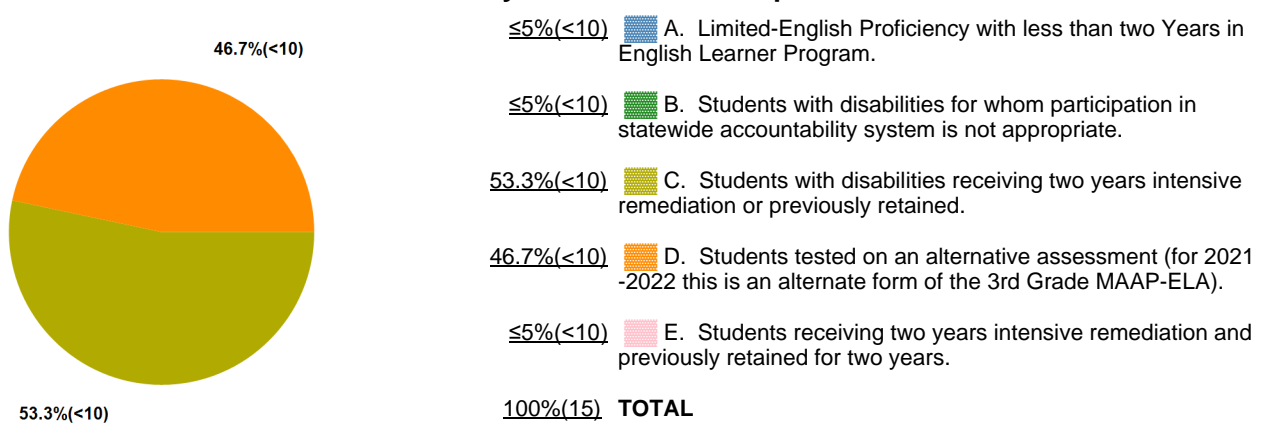 46.7%(<10)
53.3%(<10)
≤5%(<10) A. Limited-English Proficiency with less than two Years in
English Learner Program.
≤5%(<10) B. Students with disabilities for whom participation in
statewide accountability system is not appropriate.
53.3%(<10) C. Students with disabilities receiving two years intensive
remediation or previously retained.
46.7%(<10) D. Students tested on an alternative assessment (for 2021
-2022 this is an alternate form of the 3rd Grade MAAP-ELA).
≤5%(<10) E. Students receiving two years intensive remediation and
previously retained for two years.
100%(15) TOTAL